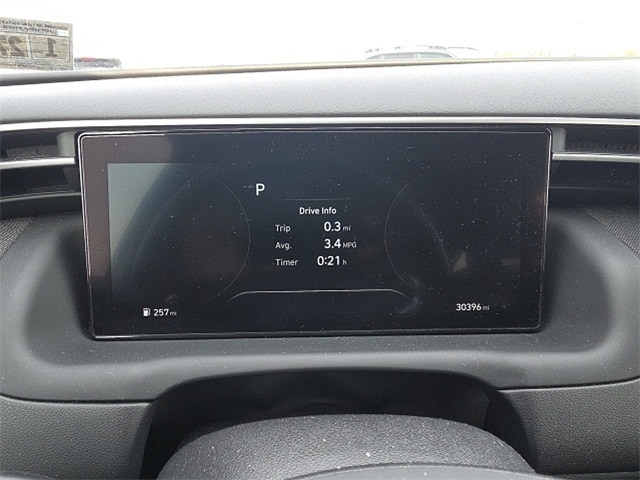 P
Drive Info
Trip 0.3 mi
Avg. 3.4 MPG
Timer 0:21 h
257 mi
30396 mi